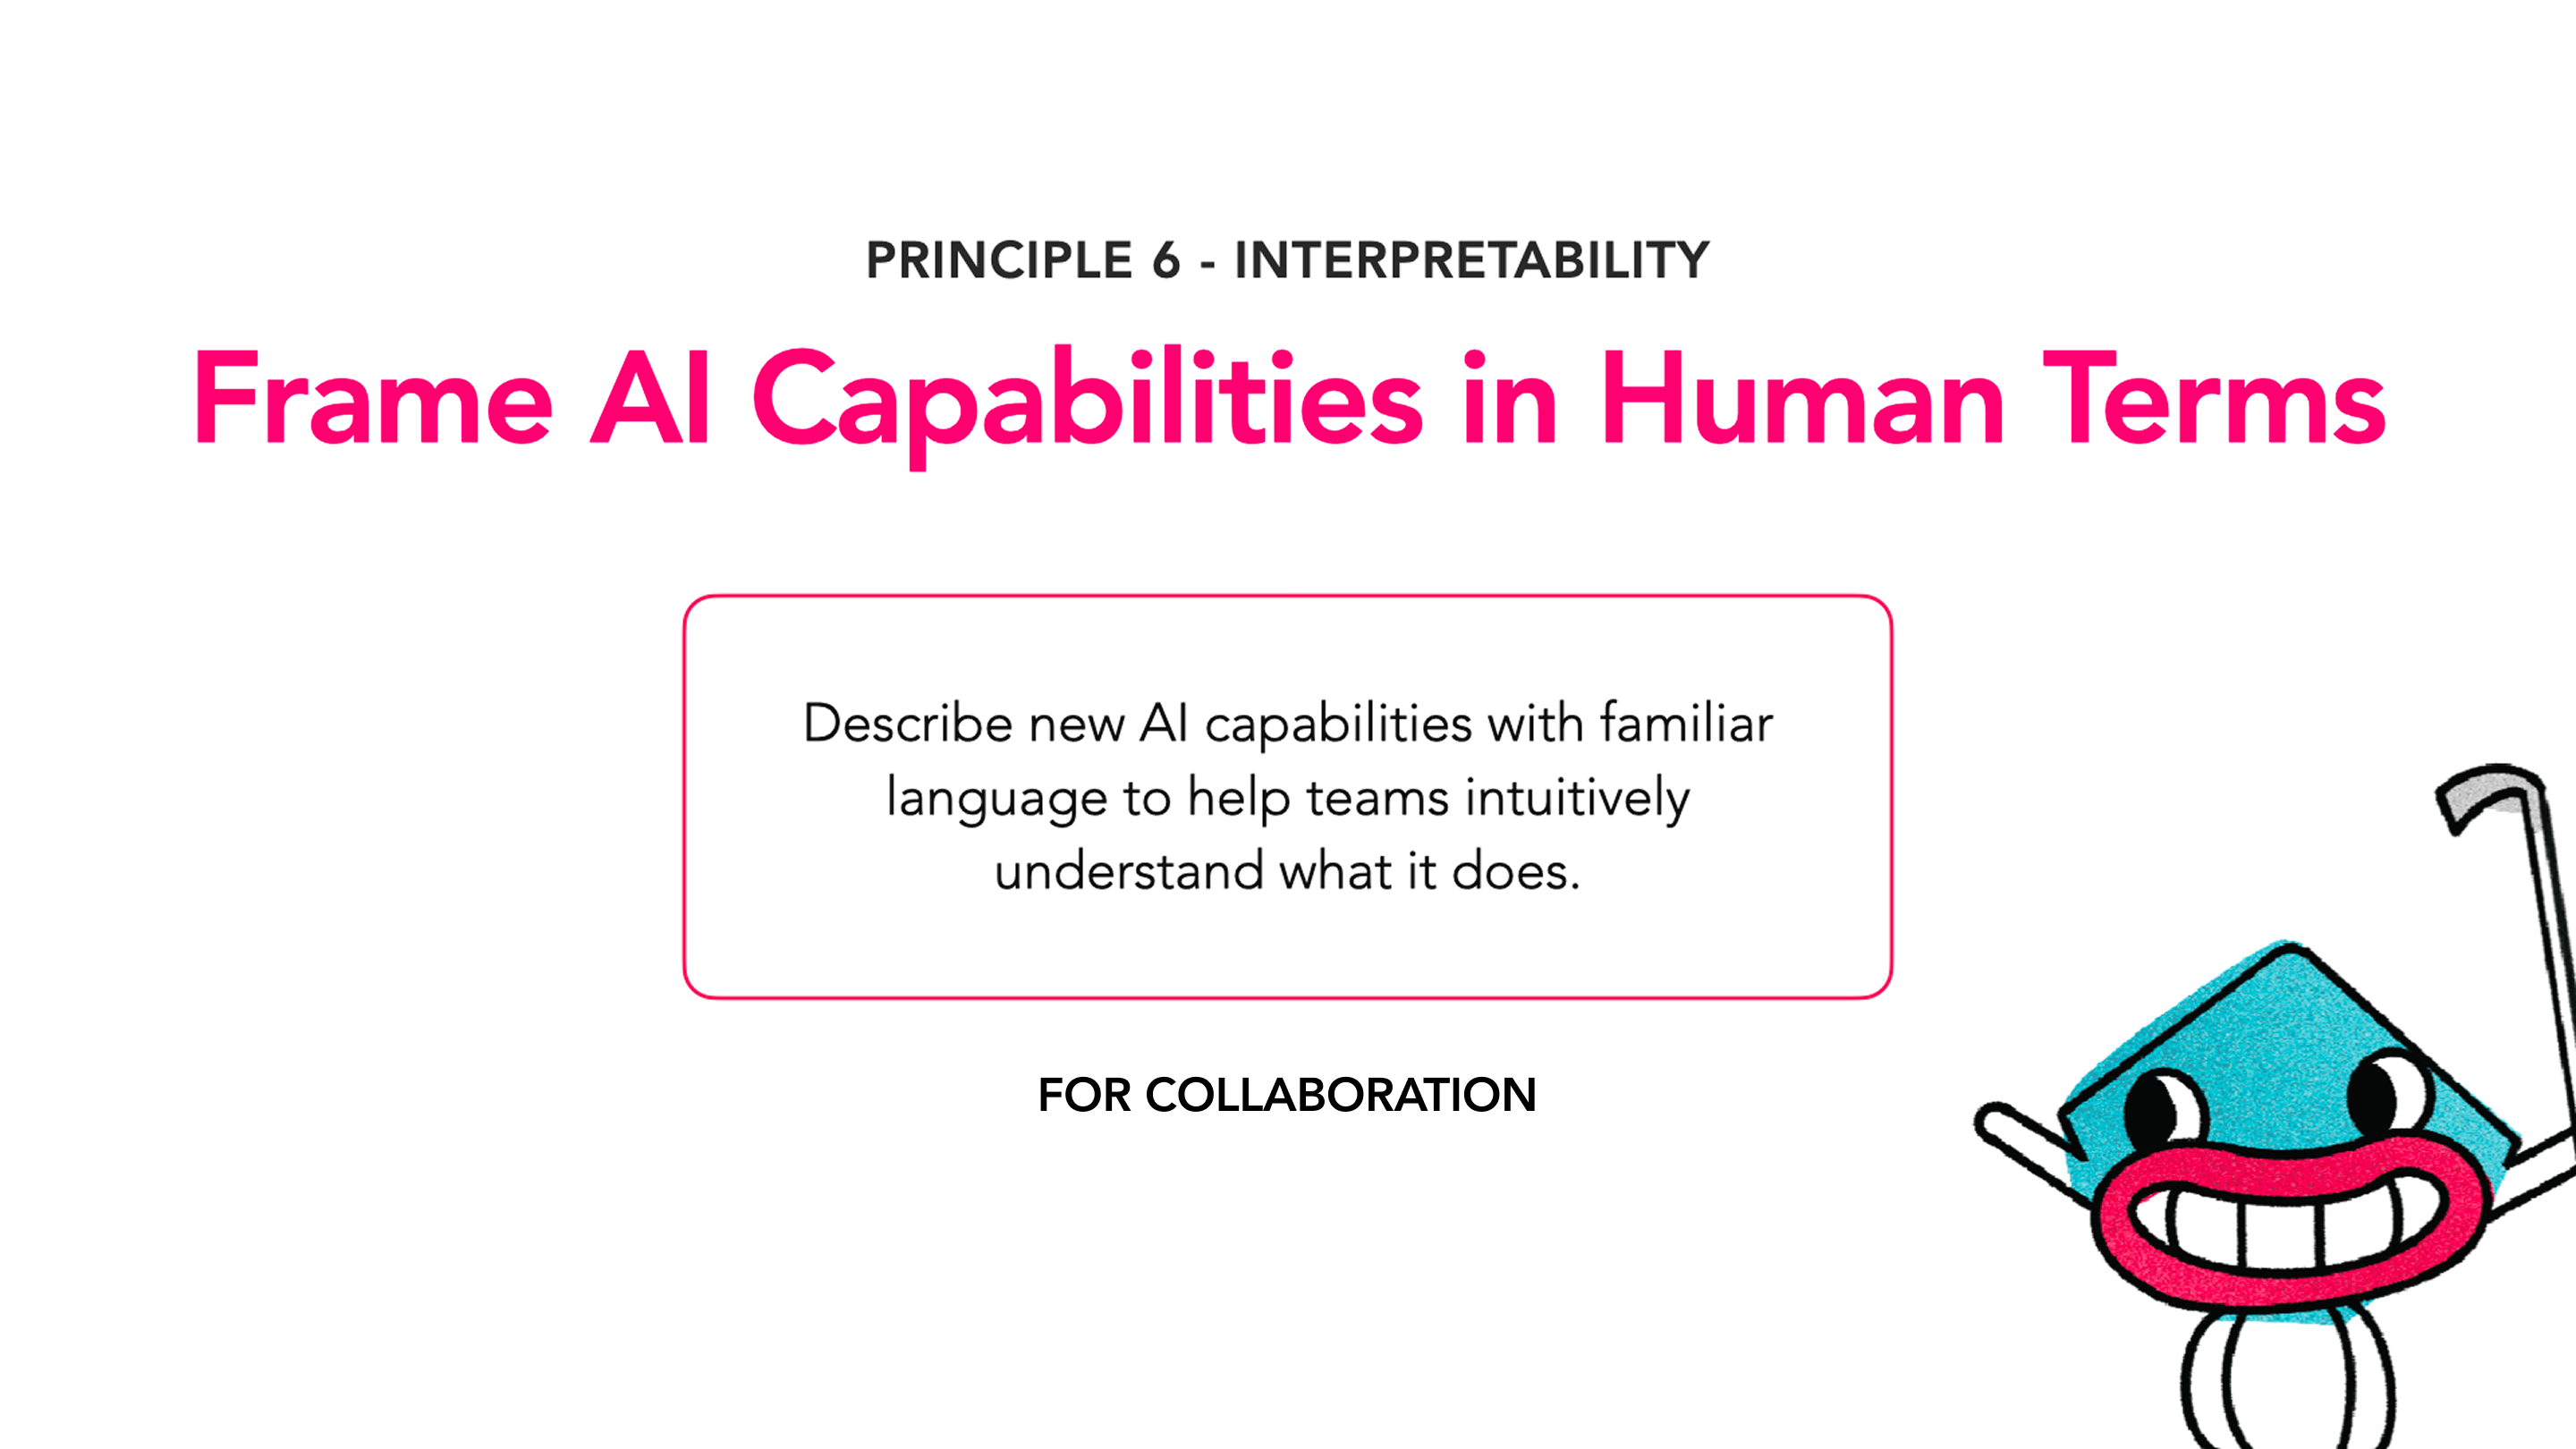 PRINCIPLE 6 - INTERPRETABILITY
Frame AI Capabilities in Human Terms
Describe new AI capabilities with familiar
language to help teams intuitively
understand what it does.
FOR COLLABORATION